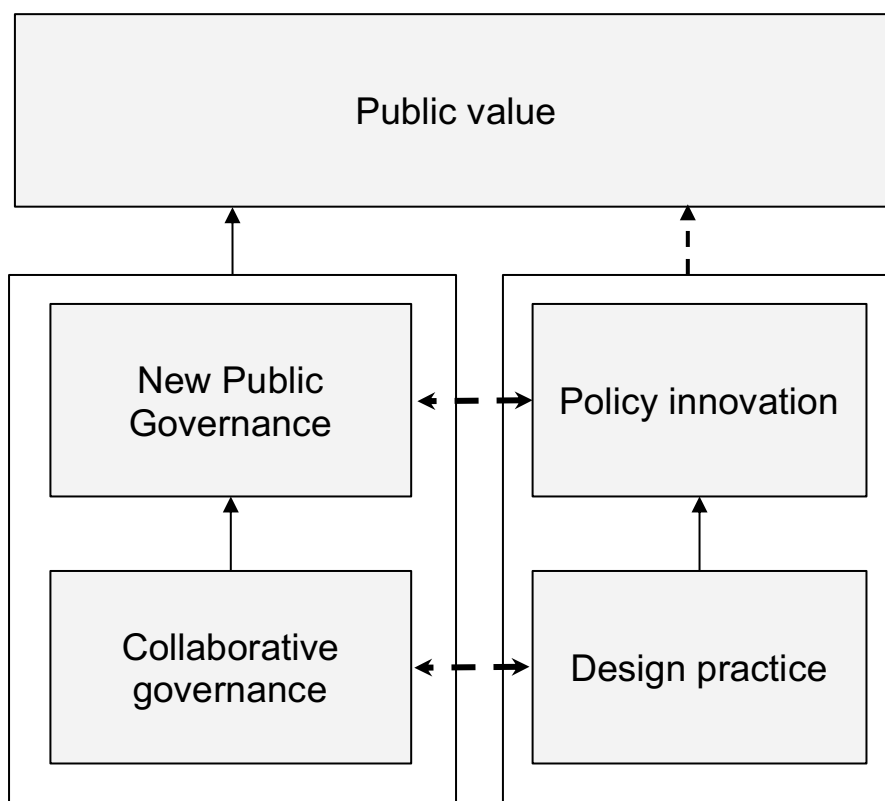 Public value
New Public
Governance
Policy innovation
Collaborative
governance
Design practice